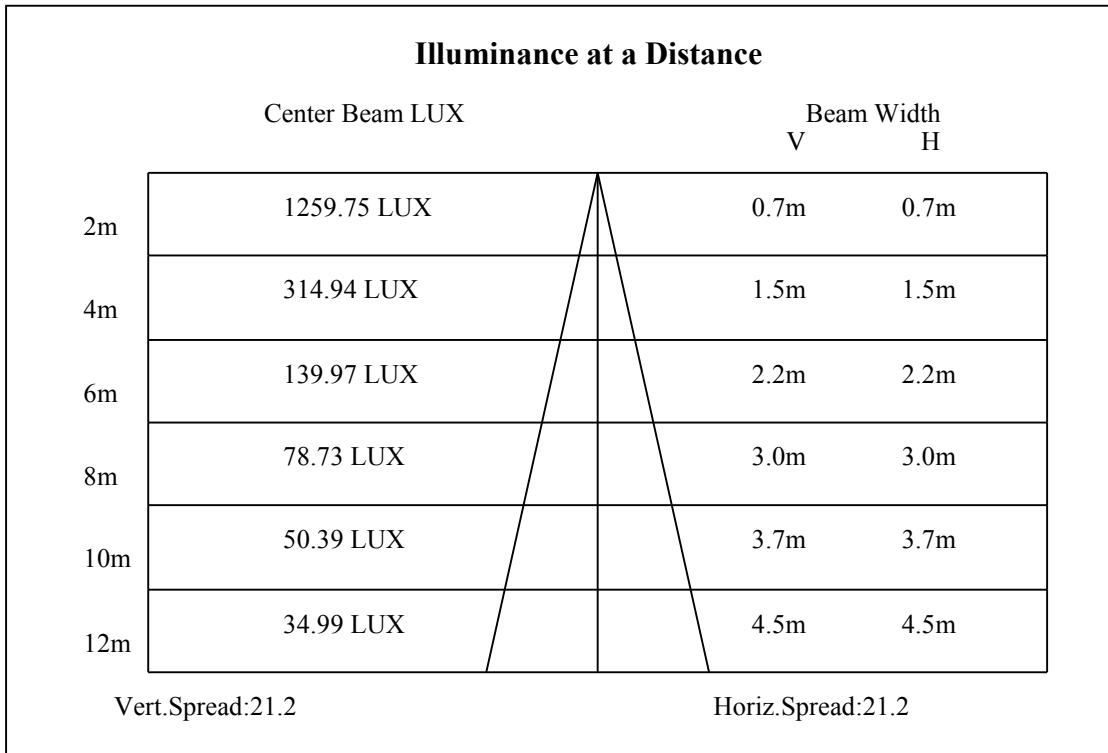 Illuminance at a Distance
Center Beam LUX Beam Width
V H
2m 1259.75 LUX 0.7m 0.7m
4m 314.94 LUX 1.5m 1.5m
6m 139.97 LUX 2.2m 2.2m
8m 78.73 LUX 3.0m 3.0m
10m 50.39 LUX 3.7m 3.7m
12m 34.99 LUX 4.5m 4.5m
Vert.Spread:21.2 Horiz.Spread:21.2